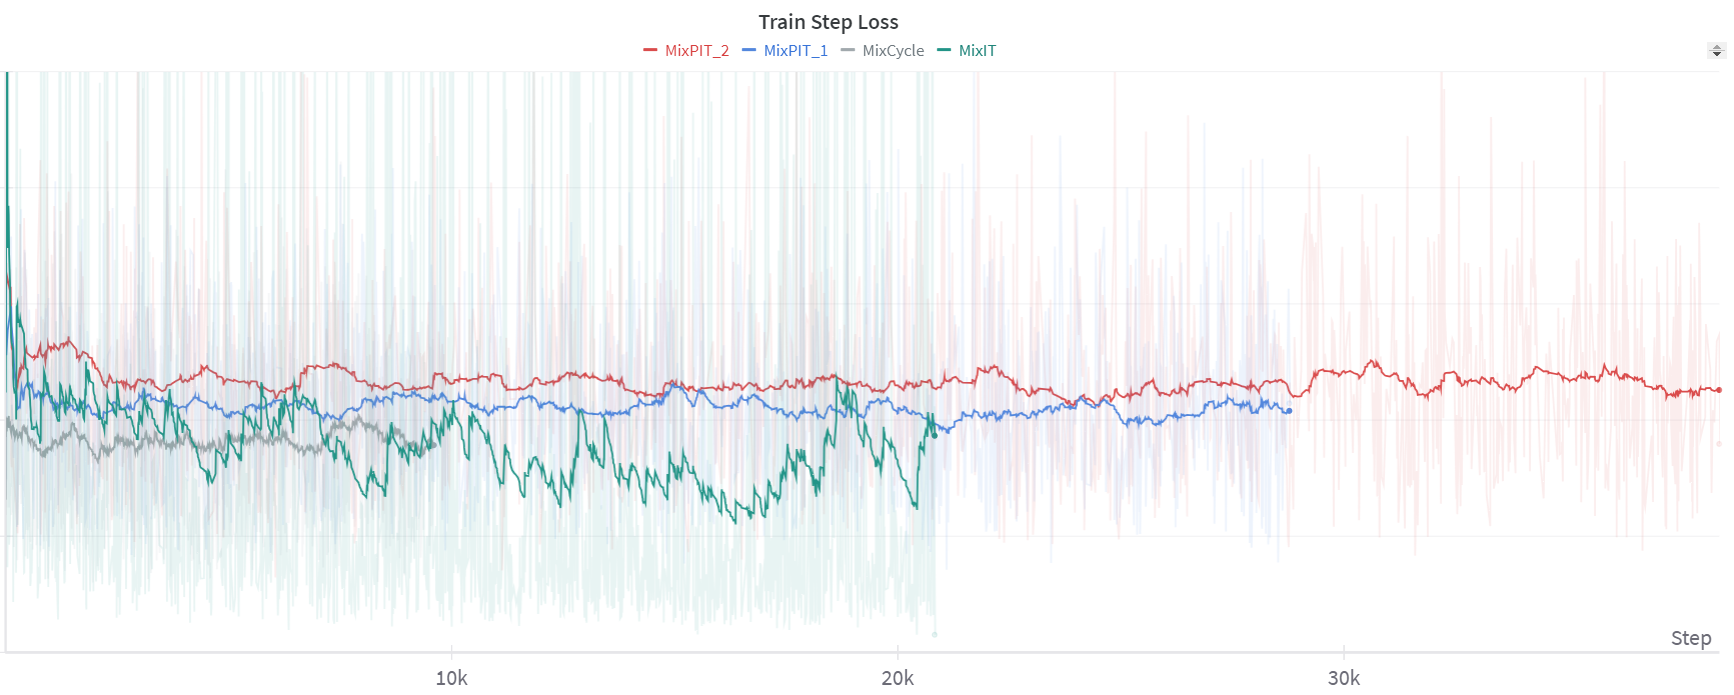 Train Step Loss
MixPIT_2 MixPIT_1 MixCycle MixIT
Step
10k 20k 30k